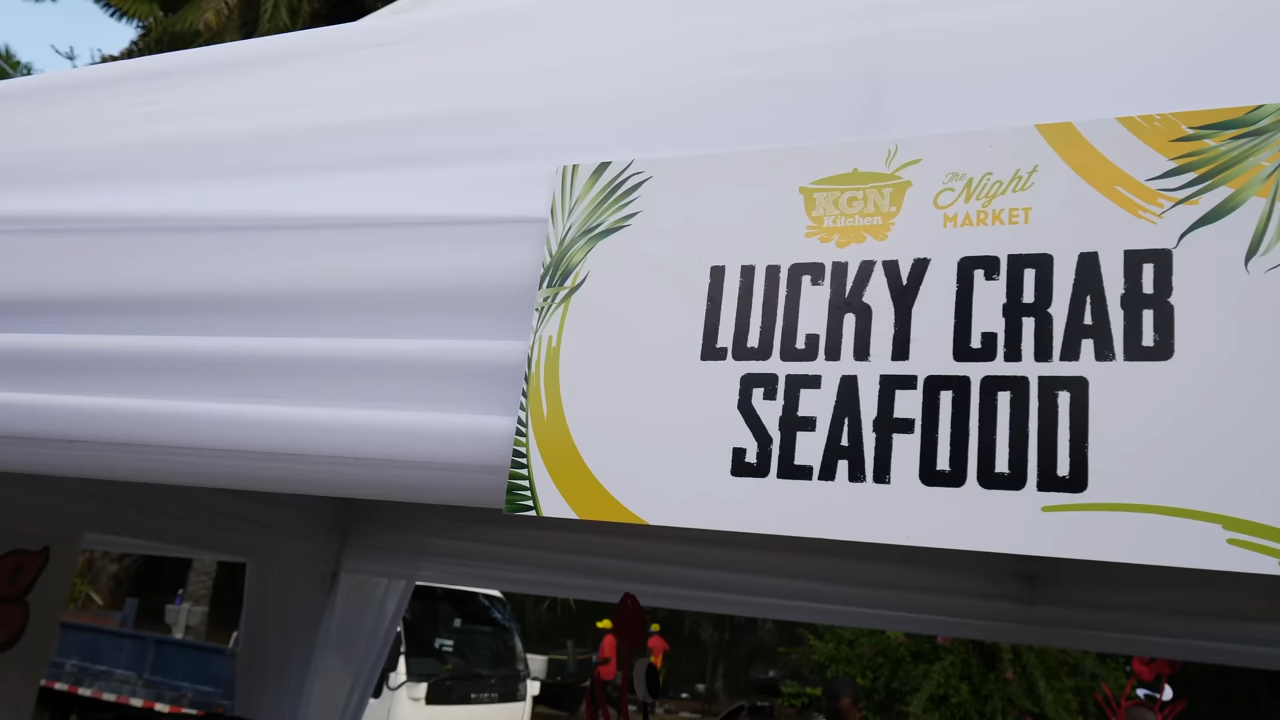 KGN.
Kitchen
The
Night
MARKET
LUCKY CRAB
SEAFOOD